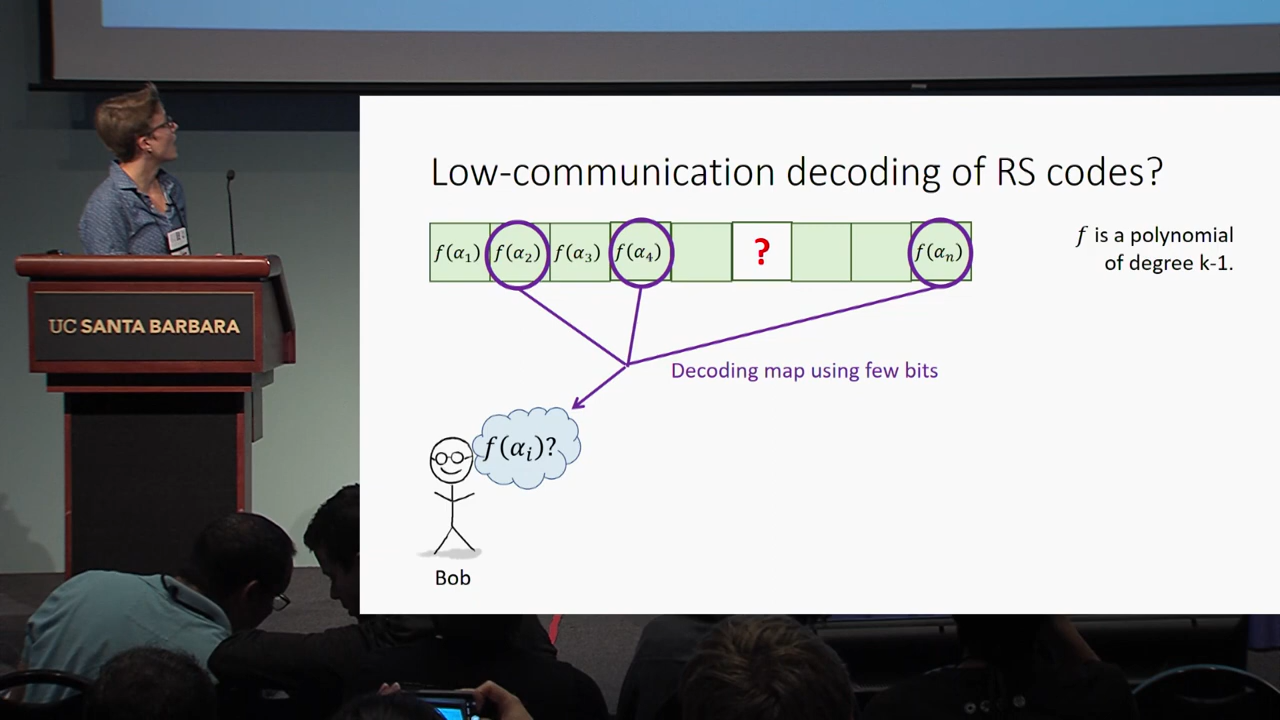 Low-communication decoding of RS codes?
f(α₁) f(α₂) f(α₃) f(α₄) ? f(αₙ)
f is a polynomial
of degree k-1.
Decoding map using few bits
f(αᵢ)?
Bob
UC SANTA BARBARA